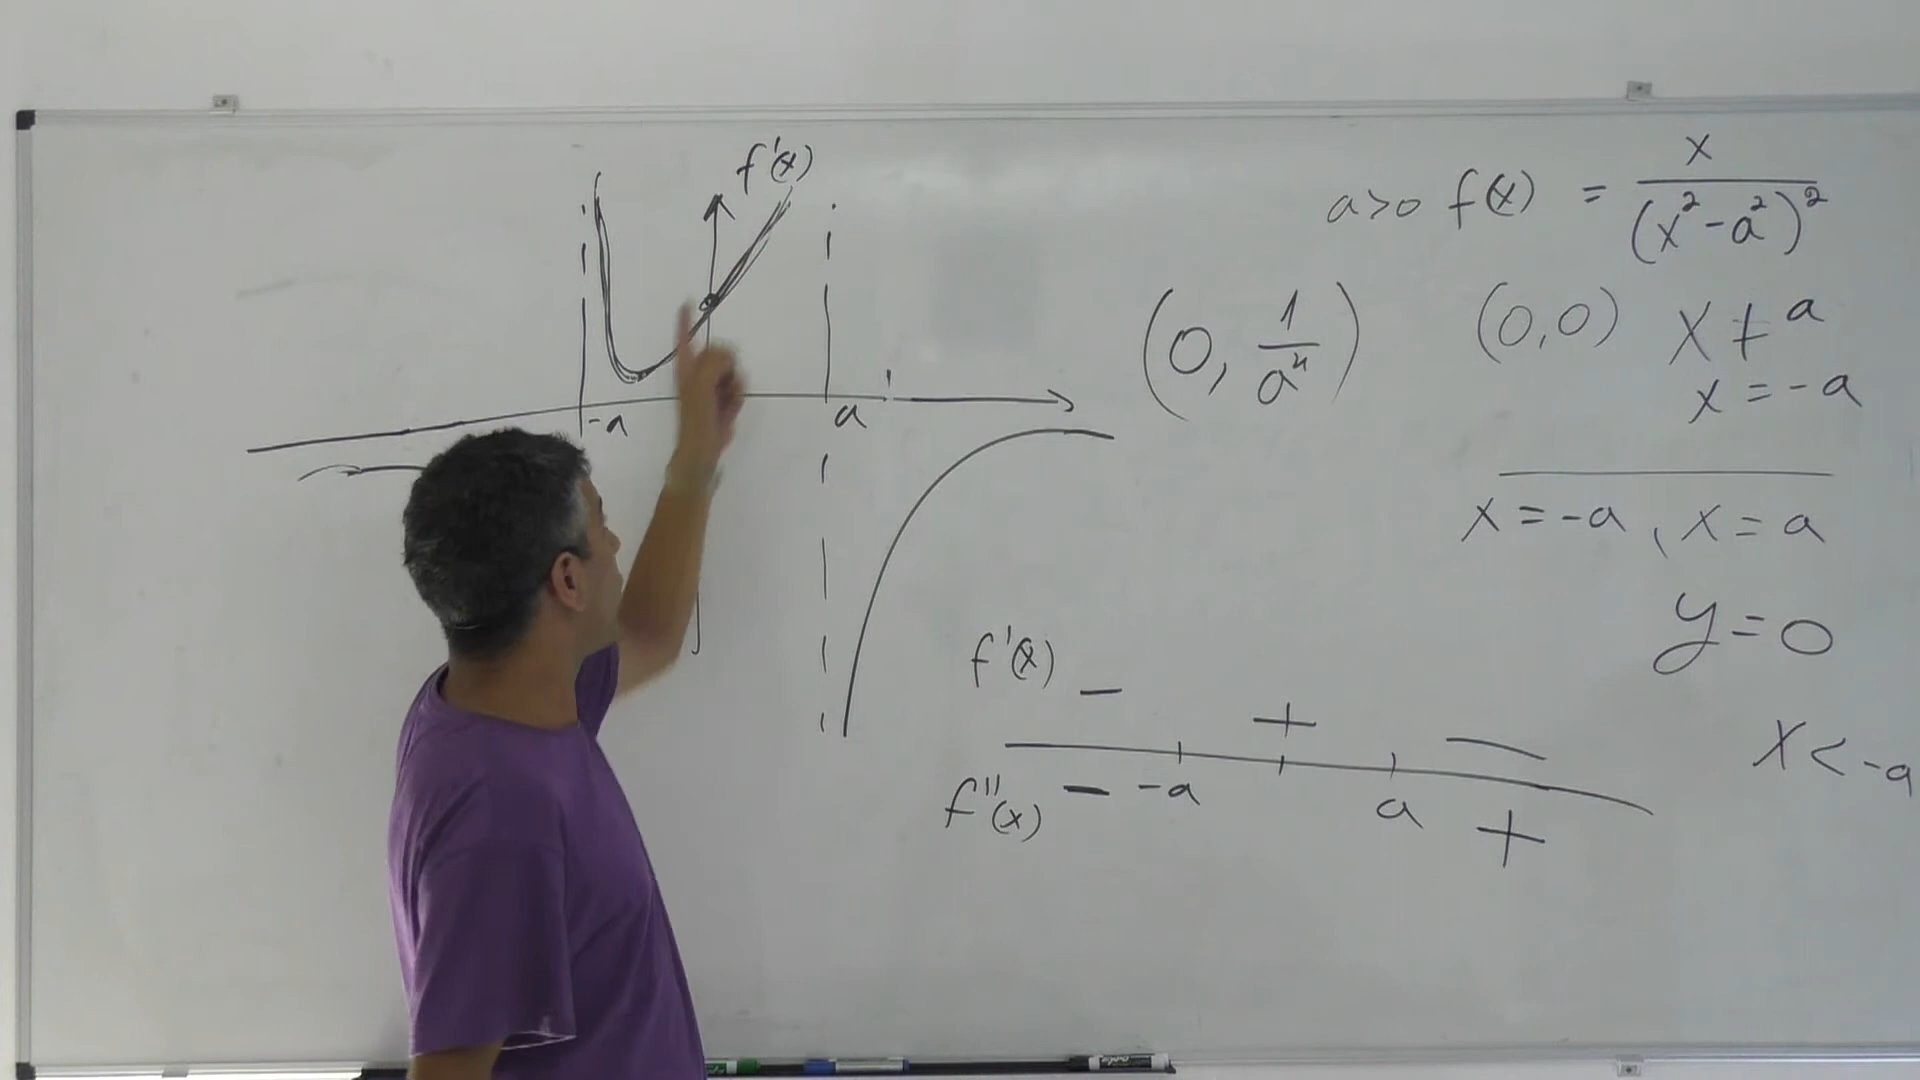 f'(x)
-a a
a>0 f(x) = x / (x² - a²)²
(0, 1/a⁴) (0,0) x ≠ a
x = -a
x = -a , x = a
y = 0
x < -a
f'(x) - + -
-a a
f''(x) - +